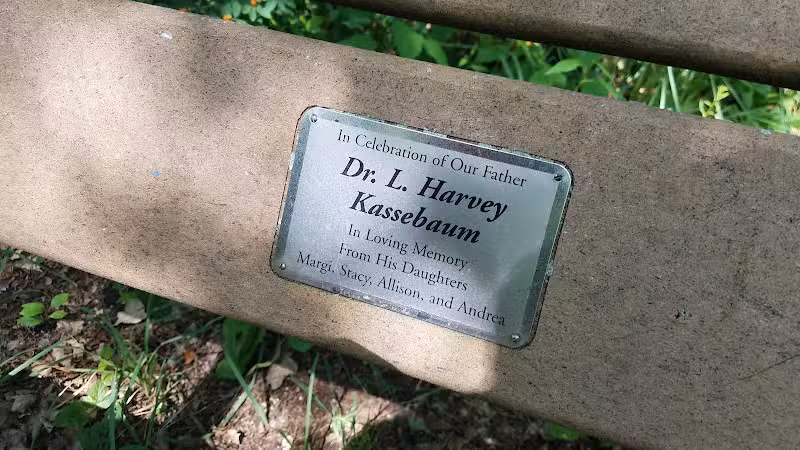 In Celebration of Our Father
Dr. L. Harvey
Kassebaum
In Loving Memory
From His Daughters
Margi, Stacy, Allison, and Andrea